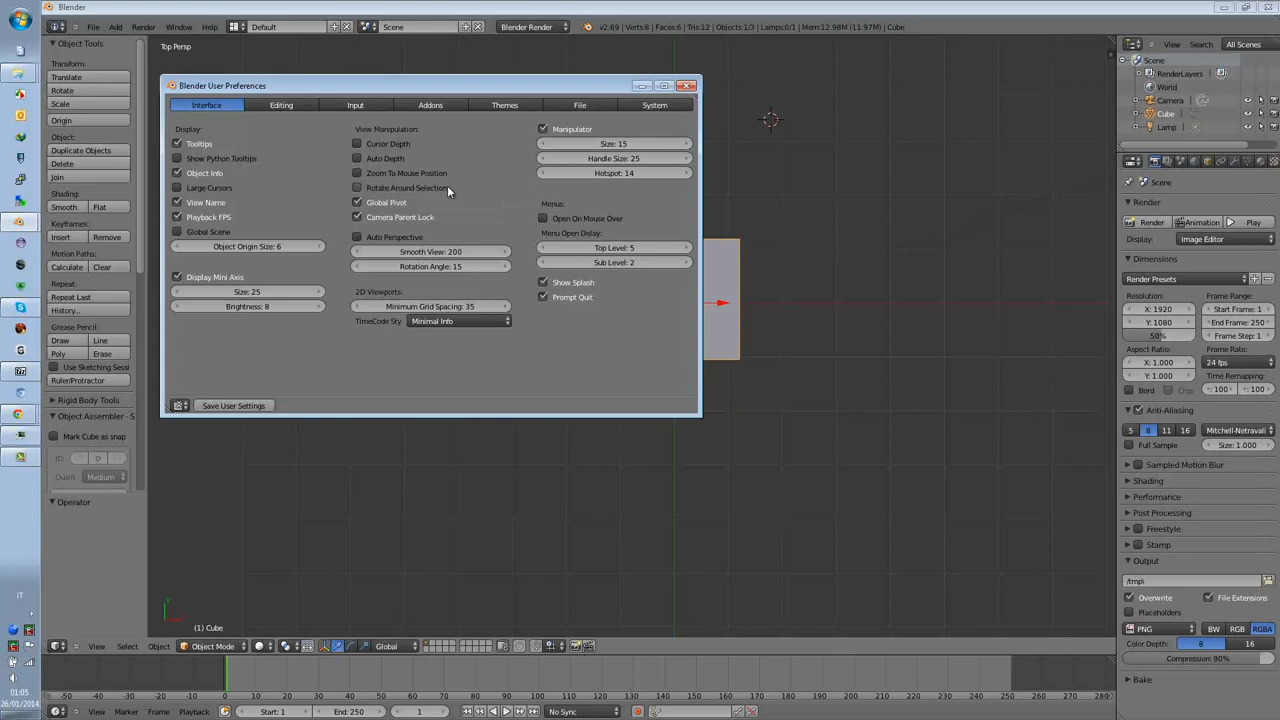 Blender
File Add Render Window Help Default Scene Blender Render v2.69 | Verts:8 | Faces:6 | Tris:12 | Objects:1/3 | Lamps:0/1 | Mem:12.98M (11.97M) | Cube
Object Tools
Transform:
Translate
Rotate
Scale
Origin
Object:
Duplicate Objects
Delete
Join
Shading:
Smooth Flat
Keyframes:
Insert Remove
Motion Paths:
Calculate Clear
Repeat:
Repeat Last
History...
Grease Pencil:
Draw Line
Poly Erase
Use Sketching Sessi
Ruler/Protractor
Rigid Body Tools
Object Assembler - S
Mark Cube as snap
ID: 0
Medium
Operator
Top Persp
Blender User Preferences
Interface Editing Input Addons Themes File System
Display:
Tooltips
Show Python Tooltips
Object Info
Large Cursors
View Name
Playback FPS
Global Scene
Object Origin Size: 6
Display Mini Axis
Size: 25
Brightness: 8
View Manipulation:
Cursor Depth
Auto Depth
Zoom To Mouse Position
Rotate Around Selection
Global Pivot
Camera Parent Lock
Auto Perspective
Smooth View: 200
Rotation Angle: 15
2D Viewports:
Minimum Grid Spacing: 35
TimeCode Sty Minimal Info
Manipulator
Size: 15
Handle Size: 25
Hotspot: 14
Menus:
Open On Mouse Over
Menu Open Delay:
Top Level: 5
Sub Level: 2
Show Splash
Prompt Quit
Save User Settings
(1) Cube
View Select Object Object Mode Global
-50 -40 -30 -20 -10 0 10 20 30 40 50 60 70 80 90 100 110 120 130 140 150 160 170 180 190 200 210 220 230 240 250 260 270 280
View Marker Frame Playback Start: 1 End: 250 1 No Sync
View Search All Scenes
Scene
RenderLayers
World
Camera
Cube
Lamp
Scene
Render
Render Animation Play
Display: Image Editor
Dimensions
Render Presets
Resolution: Frame Range:
X: 1920 Start Frame: 1
Y: 1080 End Frame: 250
50% Frame Step: 1
Aspect Ratio: Frame Rate:
X: 1.000 24 fps
Y: 1.000 Time Remapping:
Bord Crop : 100 : 100
Anti-Aliasing
5 8 11 16 Mitchell-Netravali
Full Sample Size: 1.000
Sampled Motion Blur
Shading
Performance
Post Processing
Freestyle
Stamp
Output
/tmp\
Overwrite File Extensions
Placeholders
PNG BW RGB RGBA
Color Depth: 8 16
Compression: 90%
Bake
IT
01:05
26/01/2014